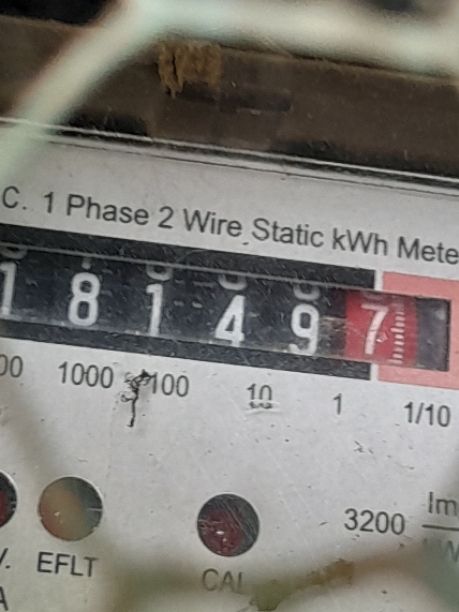 C. 1 Phase 2 Wire Static kWh Mete
1 8 1 4 9 7
00 1000 100 10 1 1/10
3200 Im
EFLT CAL
A